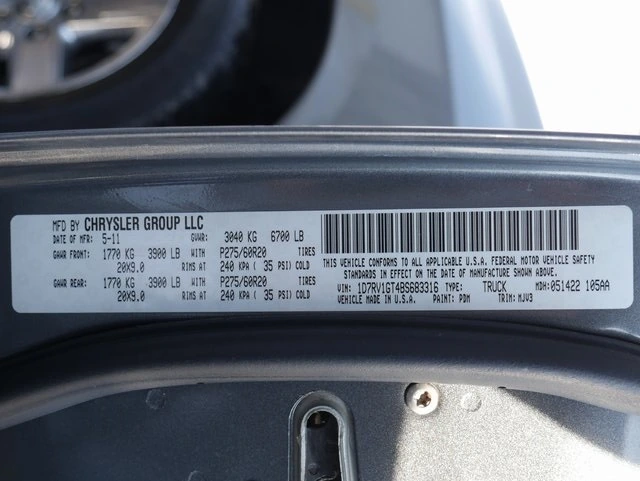 MFD BY CHRYSLER GROUP LLC
DATE OF MFR: 5-11 GVWR: 3040 KG 6700 LB
GAWR FRONT: 1770 KG 3900 LB WITH P275/60R20 TIRES
20X9.0 RIMS AT 240 KPA ( 35 PSI) COLD
GAWR REAR: 1770 KG 3900 LB WITH P275/60R20 TIRES
20X9.0 RIMS AT 240 KPA ( 35 PSI) COLD
THIS VEHICLE CONFORMS TO ALL APPLICABLE U.S.A. FEDERAL MOTOR VEHICLE SAFETY
STANDARDS IN EFFECT ON THE DATE OF MANUFACTURE SHOWN ABOVE
VIN: 1D7RV1GT4BS683316 TYPE: TRUCK MDH: 051422 105AA
VEHICLE MADE IN U.S.A. PAINT: PDM TRIM: MJV3